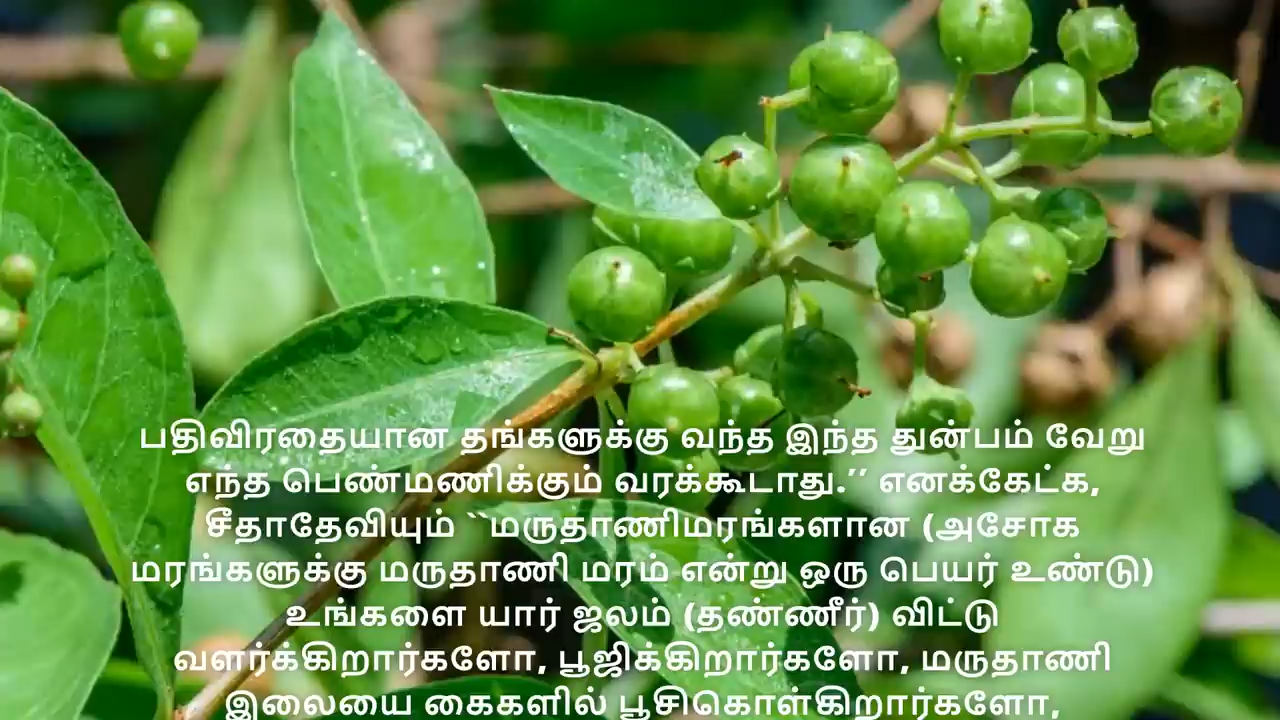 பதிவிரதையான தங்களுக்கு வந்த இந்த துன்பம் வேறு
எந்த பெண்மணிக்கும் வரக்கூடாது.’’ எனக்கேட்க,
சீதாதேவியும் ``மருதாணிமரங்களான (அசோக
மரங்களுக்கு மருதாணி மரம் என்று ஒரு பெயர் உண்டு)
உங்களை யார் ஜலம் (தண்ணீர்) விட்டு
வளர்க்கிறார்களோ, பூஜிக்கிறார்களோ, மருதாணி
இலையை கைகளில் பூசிகொள்கிறார்களோ,